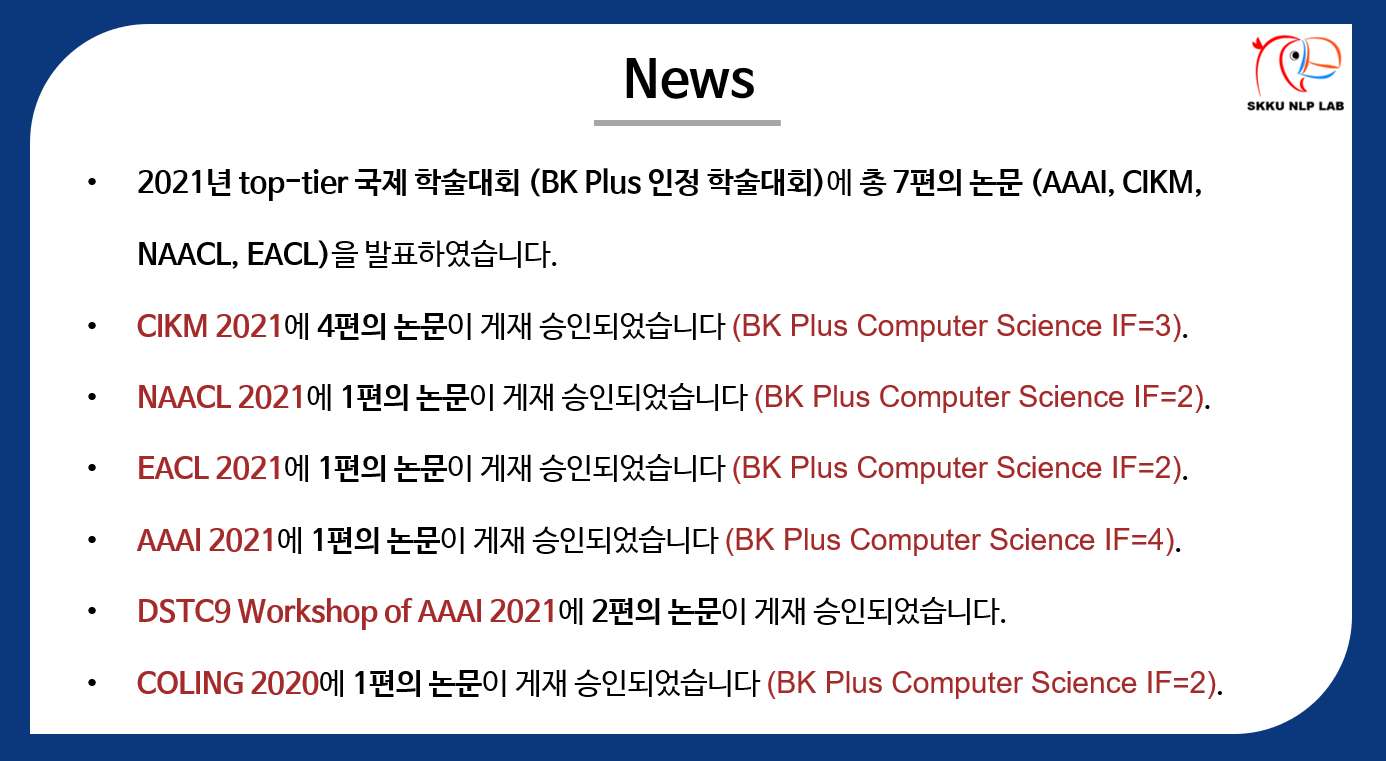 News
SKKU NLP LAB
• 2021년 top-tier 국제 학술대회 (BK Plus 인정 학술대회)에 총 7편의 논문 (AAAI, CIKM,
NAACL, EACL)을 발표하였습니다.
• CIKM 2021에 4편의 논문이 게재 승인되었습니다 (BK Plus Computer Science IF=3).
• NAACL 2021에 1편의 논문이 게재 승인되었습니다 (BK Plus Computer Science IF=2).
• EACL 2021에 1편의 논문이 게재 승인되었습니다 (BK Plus Computer Science IF=2).
• AAAI 2021에 1편의 논문이 게재 승인되었습니다 (BK Plus Computer Science IF=4).
• DSTC9 Workshop of AAAI 2021에 2편의 논문이 게재 승인되었습니다.
• COLING 2020에 1편의 논문이 게재 승인되었습니다 (BK Plus Computer Science IF=2).